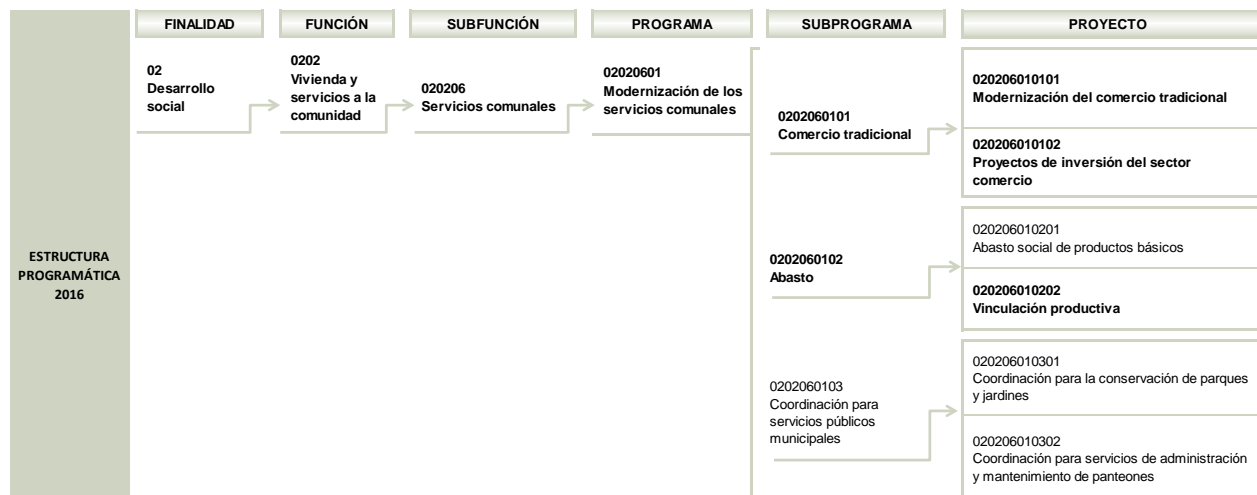 FINALIDAD
FUNCIÓN
SUBFUNCIÓN
PROGRAMA
SUBPROGRAMA
PROYECTO
ESTRUCTURA
PROGRAMÁTICA
2016
02
Desarrollo
social
0202
Vivienda y
servicios a la
comunidad
020206
Servicios comunales
02020601
Modernización de los
servicios comunales
0202060101
Comercio tradicional
020206010101
Modernización del comercio tradicional
020206010102
Proyectos de inversión del sector
comercio
0202060102
Abasto
020206010201
Abasto social de productos básicos
020206010202
Vinculación productiva
0202060103
Coordinación para
servicios públicos
municipales
020206010301
Coordinación para la conservación de parques
y jardines
020206010302
Coordinación para servicios de administración
y mantenimiento de panteones